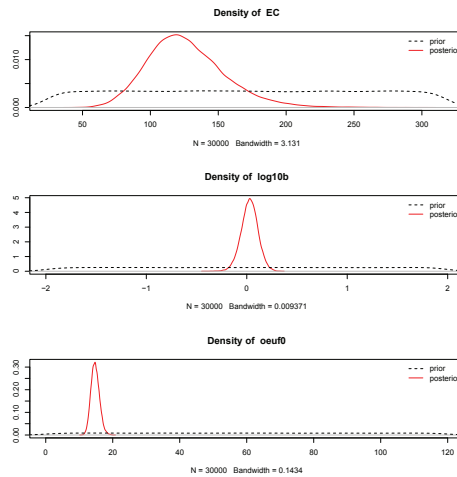 Density of EC
0.010
0.000
prior
posterio
50 100 150 200 250 300
N = 30000 Bandwidth = 3.131
Density of log10b
5
4
3
2
1
0
prior
posterio
−2 −1 0 1 2
N = 30000 Bandwidth = 0.009371
Density of oeuf0
0.30
0.20
0.10
0.00
prior
posterio
0 20 40 60 80 100 120
N = 30000 Bandwidth = 0.1434